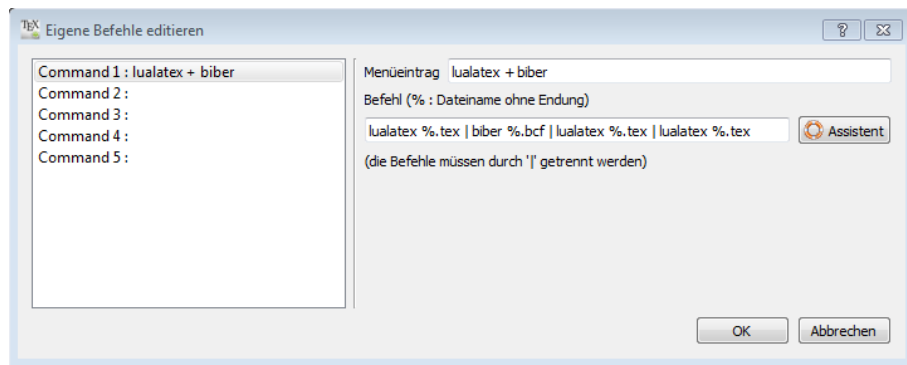 TEX Eigene Befehle editieren
Command 1 : lualatex + biber
Command 2 :
Command 3 :
Command 4 :
Command 5 :
Menüeintrag lualatex + biber
Befehl (% : Dateiname ohne Endung)
lualatex %.tex | biber %.bcf | lualatex %.tex | lualatex %.tex Assistent
(die Befehle müssen durch '|' getrennt werden)
OK Abbrechen